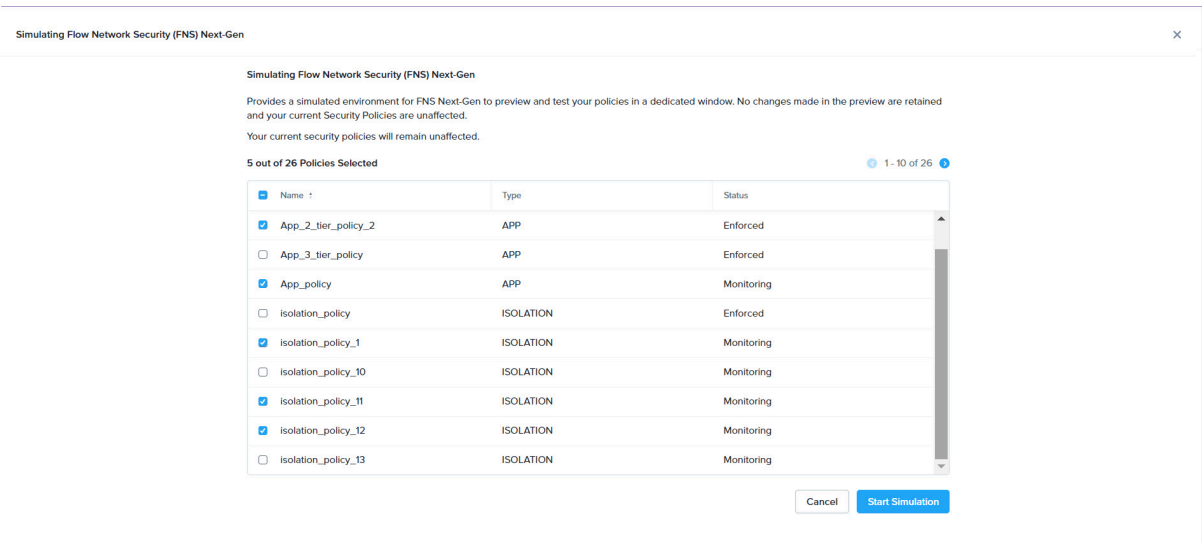 Simulating Flow Network Security (FNS) Next-Gen
Simulating Flow Network Security (FNS) Next-Gen
Provides a simulated environment for FNS Next-Gen to preview and test your policies in a dedicated window. No changes made in the preview are retained
and your current Security Policies are unaffected.
Your current security policies will remain unaffected.
5 out of 26 Policies Selected 1 - 10 of 26
Name Type Status
App_2_tier_policy_2 APP Enforced
App_3_tier_policy APP Enforced
App_policy APP Monitoring
isolation_policy ISOLATION Enforced
isolation_policy_1 ISOLATION Monitoring
isolation_policy_10 ISOLATION Monitoring
isolation_policy_11 ISOLATION Monitoring
isolation_policy_12 ISOLATION Monitoring
isolation_policy_13 ISOLATION Monitoring
Cancel Start Simulation